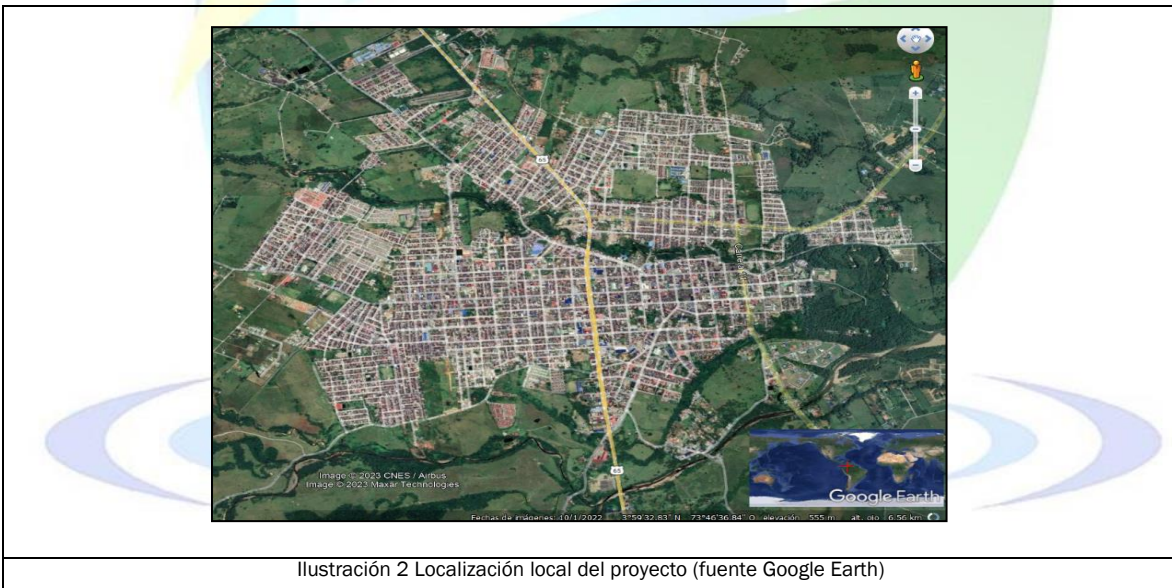 65
Calle 8
65
Image © 2023 CNES / Airbus
Image © 2023 Maxar Technologies
Google Earth
Fechas de imágenes: 10/1/2022 3°59'32.83" N 73°46'36.84" O elevación 555 m alt. ojo 6.56 km
Ilustración 2 Localización local del proyecto (fuente Google Earth)